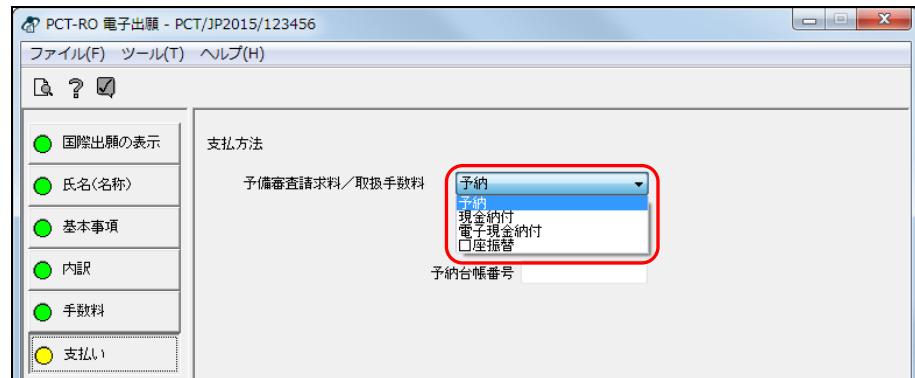 PCT-RO 電子出願 - PCT/JP2015/123456
ファイル(F) ツール(T) ヘルプ(H)
国際出願の表示
氏名(名称)
基本事項
内訳
手数料
支払い
支払方法
予備審査請求料/取扱手数料
予納
予納
現金納付
電子現金納付
口座振替
予納台帳番号